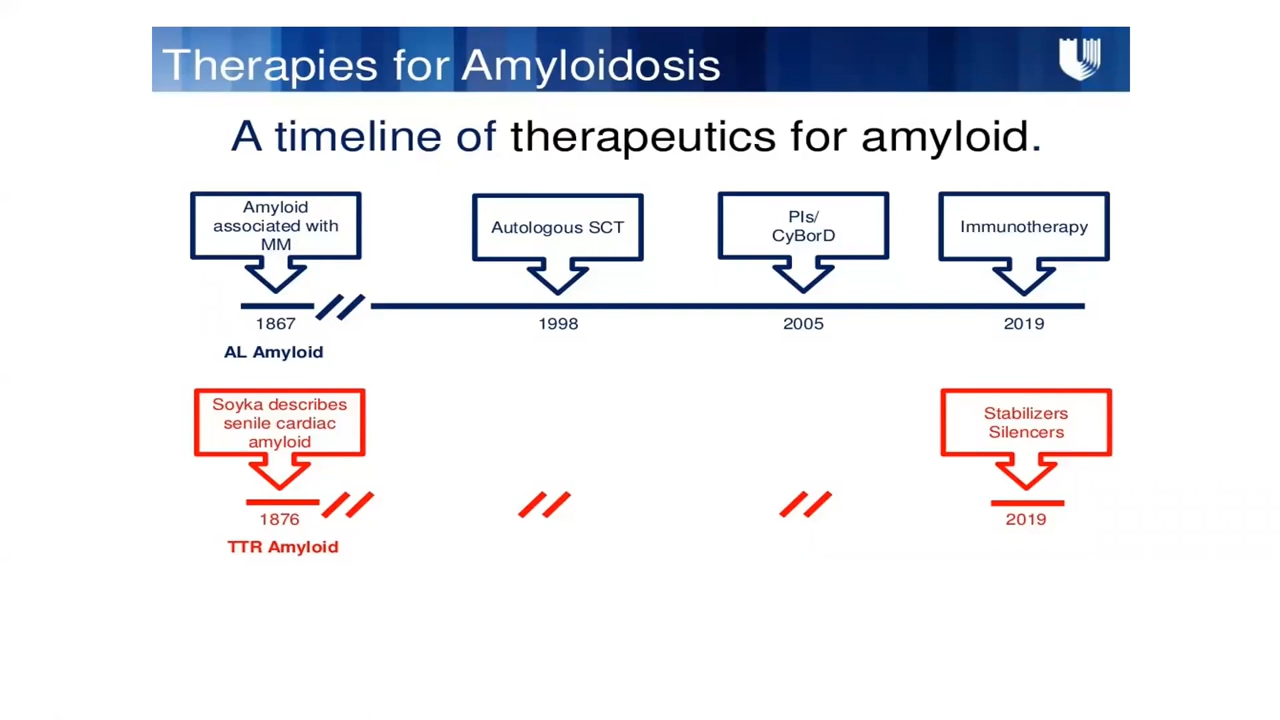 Therapies for Amyloidosis
A timeline of therapeutics for amyloid.
Amyloid
associated with
MM
Autologous SCT
PIs/
CyBorD
Immunotherapy
1867
1998
2005
2019
AL Amyloid
Soyka describes
senile cardiac
amyloid
Stabilizers
Silencers
1876
2019
TTR Amyloid